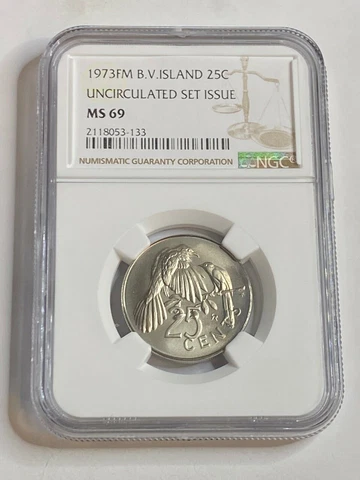 1973FM B.V.ISLAND 25C
UNCIRCULATED SET ISSUE
MS 69
2118053-133
NUMISMATIC GUARANTY CORPORATION
NGC
25
CENTS